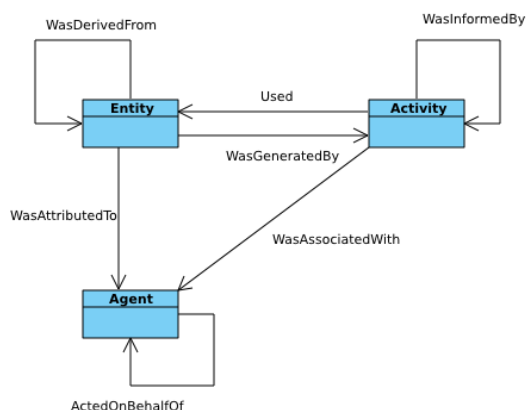 WasDerivedFrom
WasInformedBy
Entity
Used
Activity
WasGeneratedBy
WasAttributedTo
WasAssociatedWith
Agent
ActedOnBehalfOf